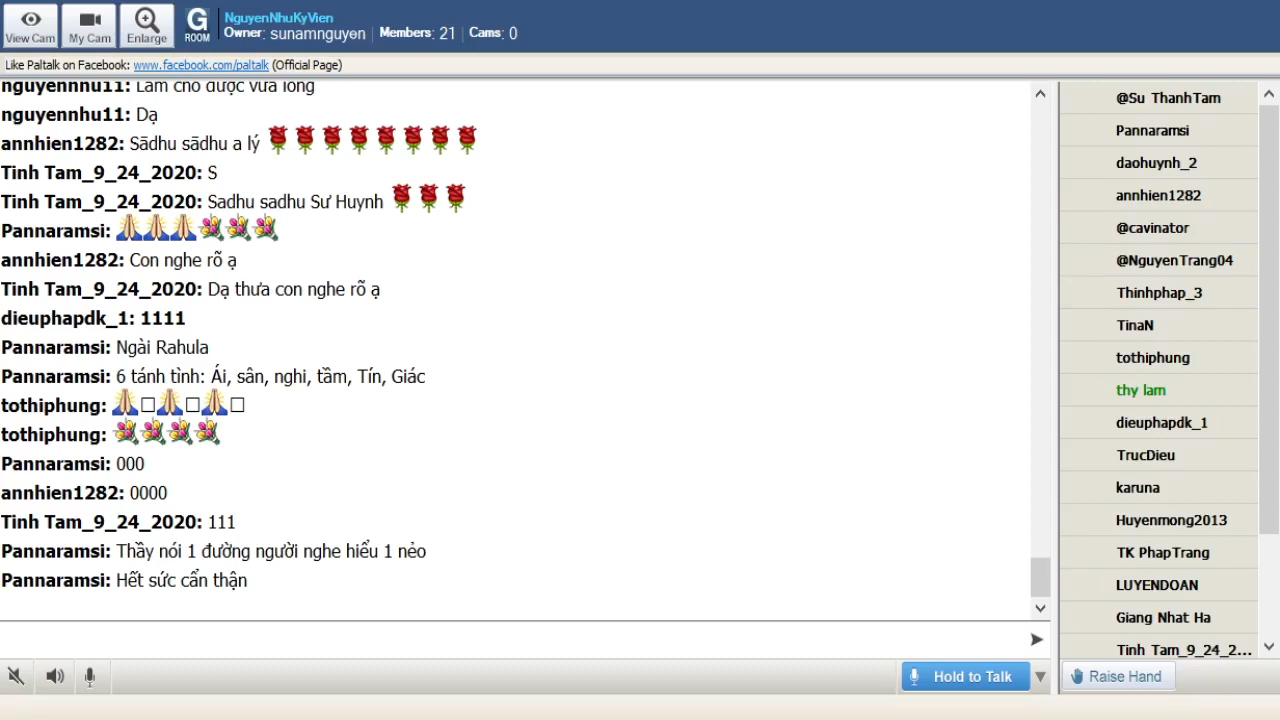 View Cam
My Cam
Enlarge
G
ROOM
NguyenNhuKyVien
Owner: sunamnguyen | Members: 21 | Cams: 0
Like Paltalk on Facebook: www.facebook.com/paltalk (Official Page)
nguyennhu11: Làm cho được vừa lòng
nguyennhu11: Dạ
annhien1282: Sādhu sādhu a lý
Tinh Tam_9_24_2020: S
Tinh Tam_9_24_2020: Sadhu sadhu Sư Huynh
Pannaramsi:
annhien1282: Con nghe rõ ạ
Tinh Tam_9_24_2020: Dạ thưa con nghe rõ ạ
dieuphapdk_1: 1111
Pannaramsi: Ngài Rahula
Pannaramsi: 6 tánh tình: Ái, sân, nghi, tầm, Tín, Giác
tothiphung:
tothiphung:
Pannaramsi: 000
annhien1282: 0000
Tinh Tam_9_24_2020: 111
Pannaramsi: Thầy nói 1 đường người nghe hiểu 1 nẻo
Pannaramsi: Hết sức cẩn thận
@Su ThanhTam
Pannaramsi
daohuynh_2
annhien1282
@cavinator
@NguyenTrang04
Thinhphap_3
TinaN
tothiphung
thy lam
dieuphapdk_1
TrucDieu
karuna
Huyenmong2013
TK PhapTrang
LUYENDOAN
Giang Nhat Ha
Tinh Tam_9_24_2...
Hold to Talk
Raise Hand